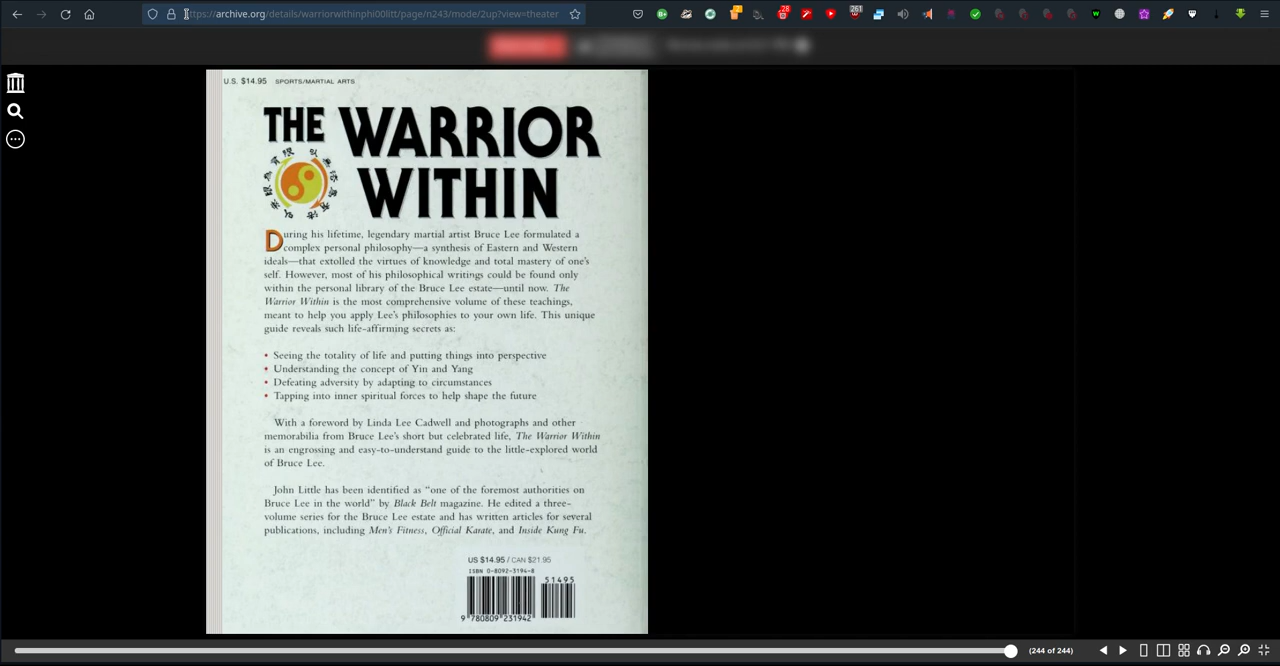 https://archive.org/details/warriorwithinphi00litt/page/n243/mode/2up?view=theater
28
261
U.S. $14.95 SPORTS/MARTIAL ARTS
THE WARRIOR
WITHIN
During his lifetime, legendary martial artist Bruce Lee formulated a
complex personal philosophy—a synthesis of Eastern and Western
ideals—that extolled the virtues of knowledge and total mastery of one's
self. However, most of his philosophical writings could be found only
within the personal library of the Bruce Lee estate—until now. The
Warrior Within is the most comprehensive volume of these teachings,
meant to help you apply Lee's philosophies to your own life. This unique
guide reveals such life-affirming secrets as:
• Seeing the totality of life and putting things into perspective
• Understanding the concept of Yin and Yang
• Defeating adversity by adapting to circumstances
• Tapping into inner spiritual forces to help shape the future
With a foreword by Linda Lee Cadwell and photographs and other
memorabilia from Bruce Lee's short but celebrated life, The Warrior Within
is an engrossing and easy-to-understand guide to the little-explored world
of Bruce Lee.
John Little has been identified as "one of the foremost authorities on
Bruce Lee in the world" by Black Belt magazine. He edited a three-
volume series for the Bruce Lee estate and has written articles for several
publications, including Men's Fitness, Official Karate, and Inside Kung Fu.
US $14.95 / CAN $21.95
ISBN 0-8092-3194-8
51495
9 780809 231942
(244 of 244)